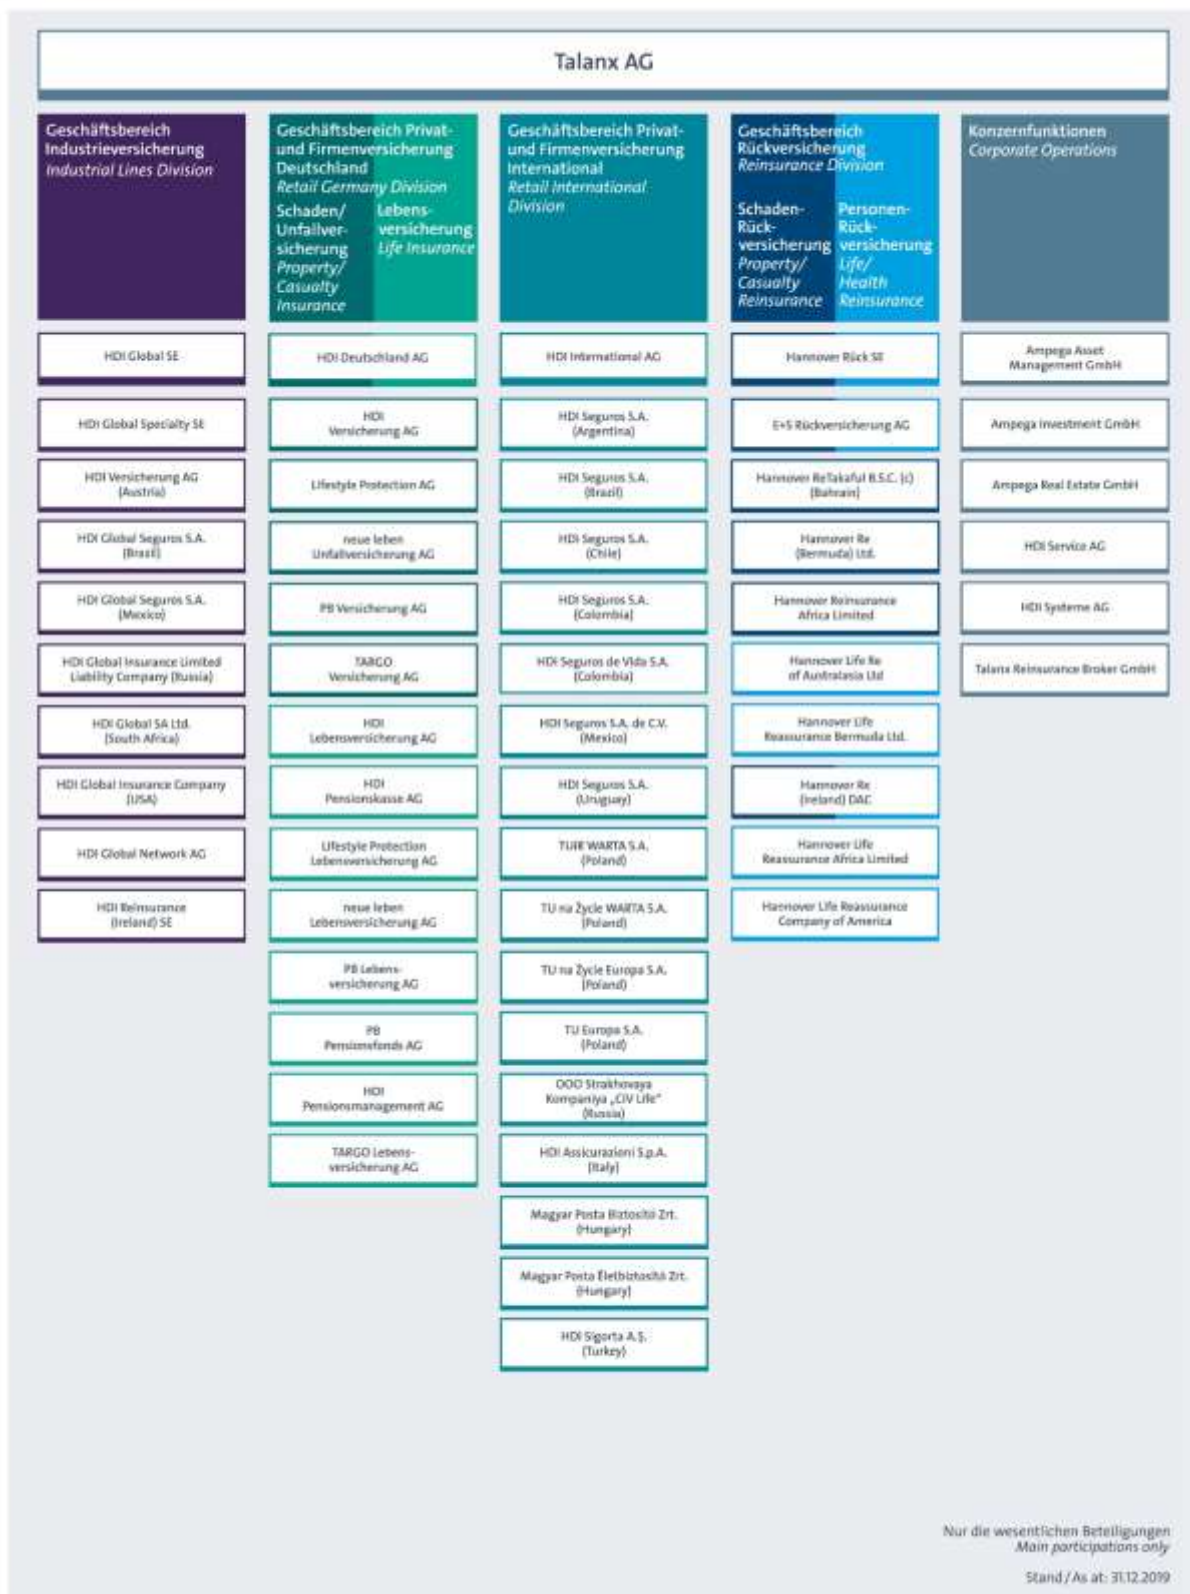 Talanx AG
Geschäftsbereich
Industrieversicherung
Industrial Lines Division
Geschäftsbereich Privat-
und Firmenversicherung
Deutschland
Retail Germany Division
Schaden/
Unfallver-
sicherung
Property/
Casualty
Insurance
Lebens-
versicherung
Life Insurance
Geschäftsbereich Privat-
und Firmenversicherung
International
Retail International
Division
Geschäftsbereich
Rückversicherung
Reinsurance Division
Schaden-
Rück-
versicherung
Property/
Casualty
Reinsurance
Personen-
Rück-
versicherung
Life/
Health
Reinsurance
Konzernfunktionen
Corporate Operations
HDI Global SE
HDI Global Specialty SE
HDI Versicherung AG
(Austria)
HDI Global Seguros S.A.
(Brazil)
HDI Global Seguros S.A.
(Mexico)
HDI Global Insurance Limited
Liability Company (Russia)
HDI Global SA Ltd.
(South Africa)
HDI Global Insurance Company
(USA)
HDI Global Network AG
HDI Reinsurance
(Ireland) SE
HDI Deutschland AG
HDI
Versicherung AG
Lifestyle Protection AG
neue leben
Unfallversicherung AG
PB Versicherung AG
TARGO
Versicherung AG
HDI
Lebensversicherung AG
HDI
Pensionskasse AG
Lifestyle Protection
Lebensversicherung AG
neue leben
Lebensversicherung AG
PB Lebens-
versicherung AG
PB
Pensionsfonds AG
HDI
Pensionsmanagement AG
TARGO Lebens-
versicherung AG
HDI International AG
HDI Seguros S.A.
(Argentina)
HDI Seguros S.A.
(Brazil)
HDI Seguros S.A.
(Chile)
HDI Seguros S.A.
(Colombia)
HDI Seguros de Vida S.A.
(Colombia)
HDI Seguros S.A. de C.V.
(Mexico)
HDI Seguros S.A.
(Uruguay)
TUiR WARTA S.A.
(Poland)
TU na Życie WARTA S.A.
(Poland)
TU na Życie Europa S.A.
(Poland)
TU Europa S.A.
(Poland)
OOO Strakhovaya
Kompaniya „CiV Life“
(Russia)
HDI Assicurazioni S.p.A.
(Italy)
Magyar Posta Biztosító Zrt.
(Hungary)
Magyar Posta Életbiztosító Zrt.
(Hungary)
HDI Sigorta A.Ş.
(Turkey)
Hannover Rück SE
E+S Rückversicherung AG
Hannover ReTakaful B.S.C. (c)
(Bahrain)
Hannover Re
(Bermuda) Ltd.
Hannover Reinsurance
Africa Limited
Hannover Life Re
of Australasia Ltd
Hannover Life
Reassurance Bermuda Ltd.
Hannover Re
(Ireland) DAC
Hannover Life
Reassurance Africa Limited
Hannover Life Reassurance
Company of America
Ampega Asset
Management GmbH
Ampega Investment GmbH
Ampega Real Estate GmbH
HDI Service AG
HDI Systeme AG
Talanx Reinsurance Broker GmbH
Nur die wesentlichen Beteiligungen
Main participations only
Stand / As at: 31.12.2019